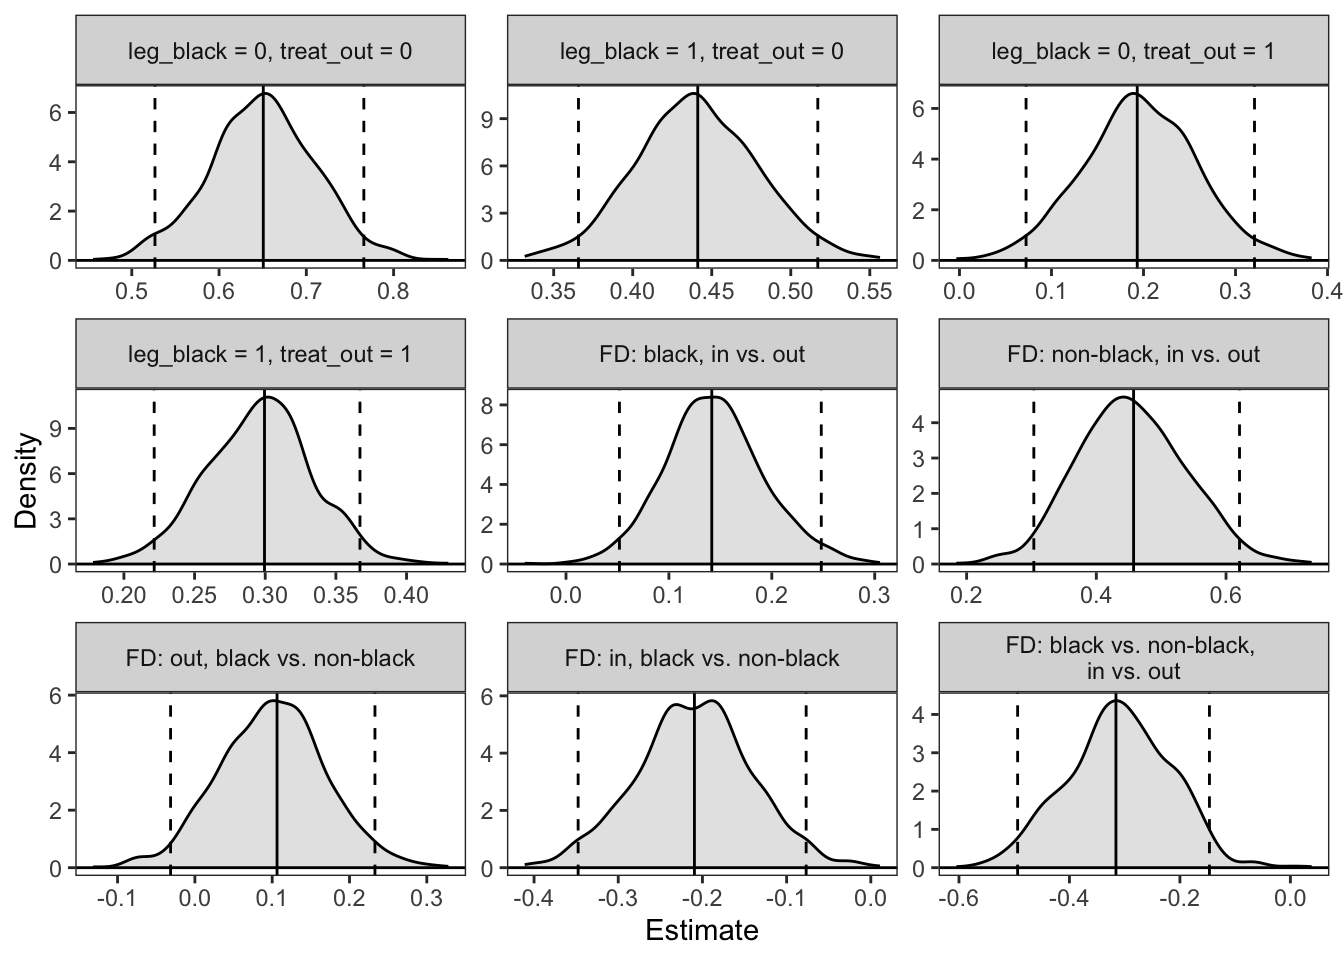 leg_black = 0, treat_out = 0
leg_black = 1, treat_out = 0
leg_black = 0, treat_out = 1
6
4
2
0
0.5 0.6 0.7 0.8
9
6
3
0
0.35 0.40 0.45 0.50 0.55
6
4
2
0
0.0 0.1 0.2 0.3 0.4
leg_black = 1, treat_out = 1
FD: black, in vs. out
FD: non-black, in vs. out
Density
9
6
3
0
0.20 0.25 0.30 0.35 0.40
8
6
4
2
0
0.0 0.1 0.2 0.3
4
3
2
1
0
0.2 0.4 0.6
FD: out, black vs. non-black
FD: in, black vs. non-black
FD: black vs. non-black,
in vs. out
6
4
2
0
-0.1 0.0 0.1 0.2 0.3
6
4
2
0
-0.4 -0.3 -0.2 -0.1 0.0
4
3
2
1
0
-0.6 -0.4 -0.2 0.0
Estimate